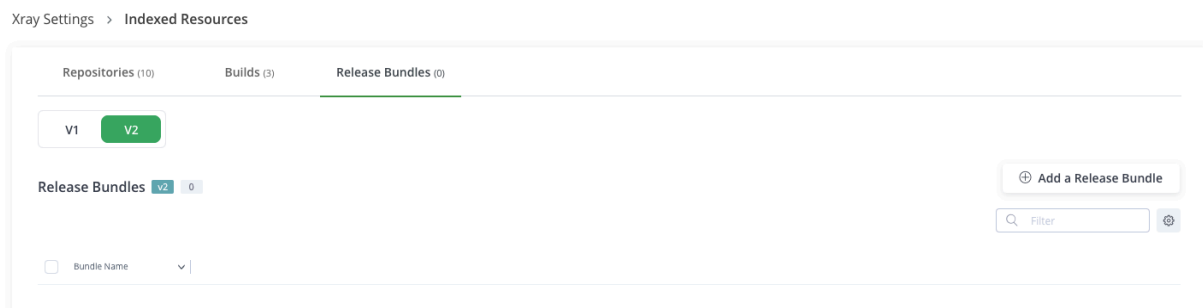 Xray Settings > Indexed Resources
Repositories (10) Builds (3) Release Bundles (0)
V1 V2
Release Bundles v2 0
Add a Release Bundle
Filter
Bundle Name